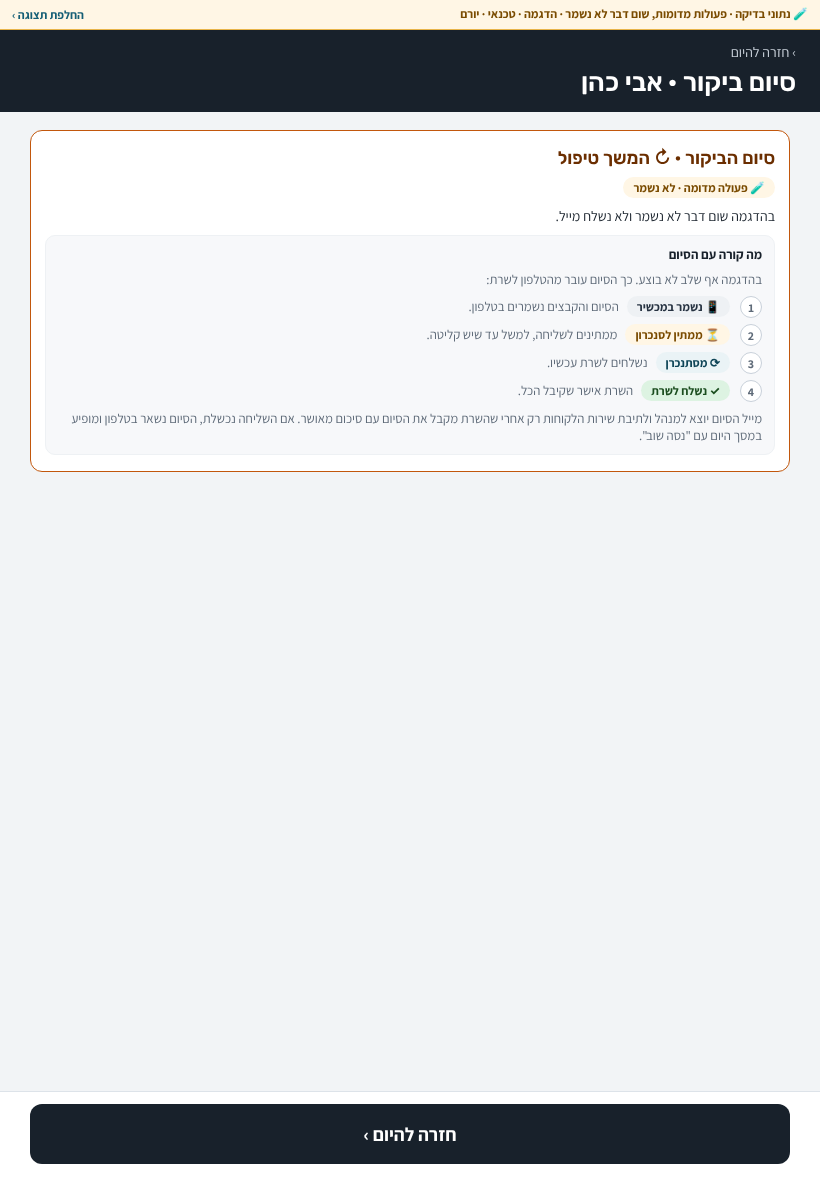 🧪 נתוני בדיקה · פעולות מדומות, שום דבר לא נשמר · הדגמה · טכנאי · יורם
החלפת תצוגה ›
› חזרה להיום
סיום ביקור • אבי כהן
סיום הביקור • ↻ המשך טיפול
🧪 פעולה מדומה · לא נשמר
בהדגמה שום דבר לא נשמר ולא נשלח מייל.
מה קורה עם הסיום
בהדגמה אף שלב לא בוצע. כך הסיום עובר מהטלפון לשרת:
1 📱 נשמר במכשיר הסיום והקבצים נשמרים בטלפון.
2 ⏳ ממתין לסנכרון ממתינים לשליחה, למשל עד שיש קליטה.
3 ⟳ מסתנכרן נשלחים לשרת עכשיו.
4 ✓ נשלח לשרת השרת אישר שקיבל הכל.
מייל הסיום יוצא למנהל ולתיבת שירות הלקוחות רק אחרי שהשרת מקבל את הסיום עם סיכום מאושר. אם השליחה נכשלת, הסיום נשאר בטלפון ומופיע
במסך היום עם "נסה שוב".
חזרה להיום ›